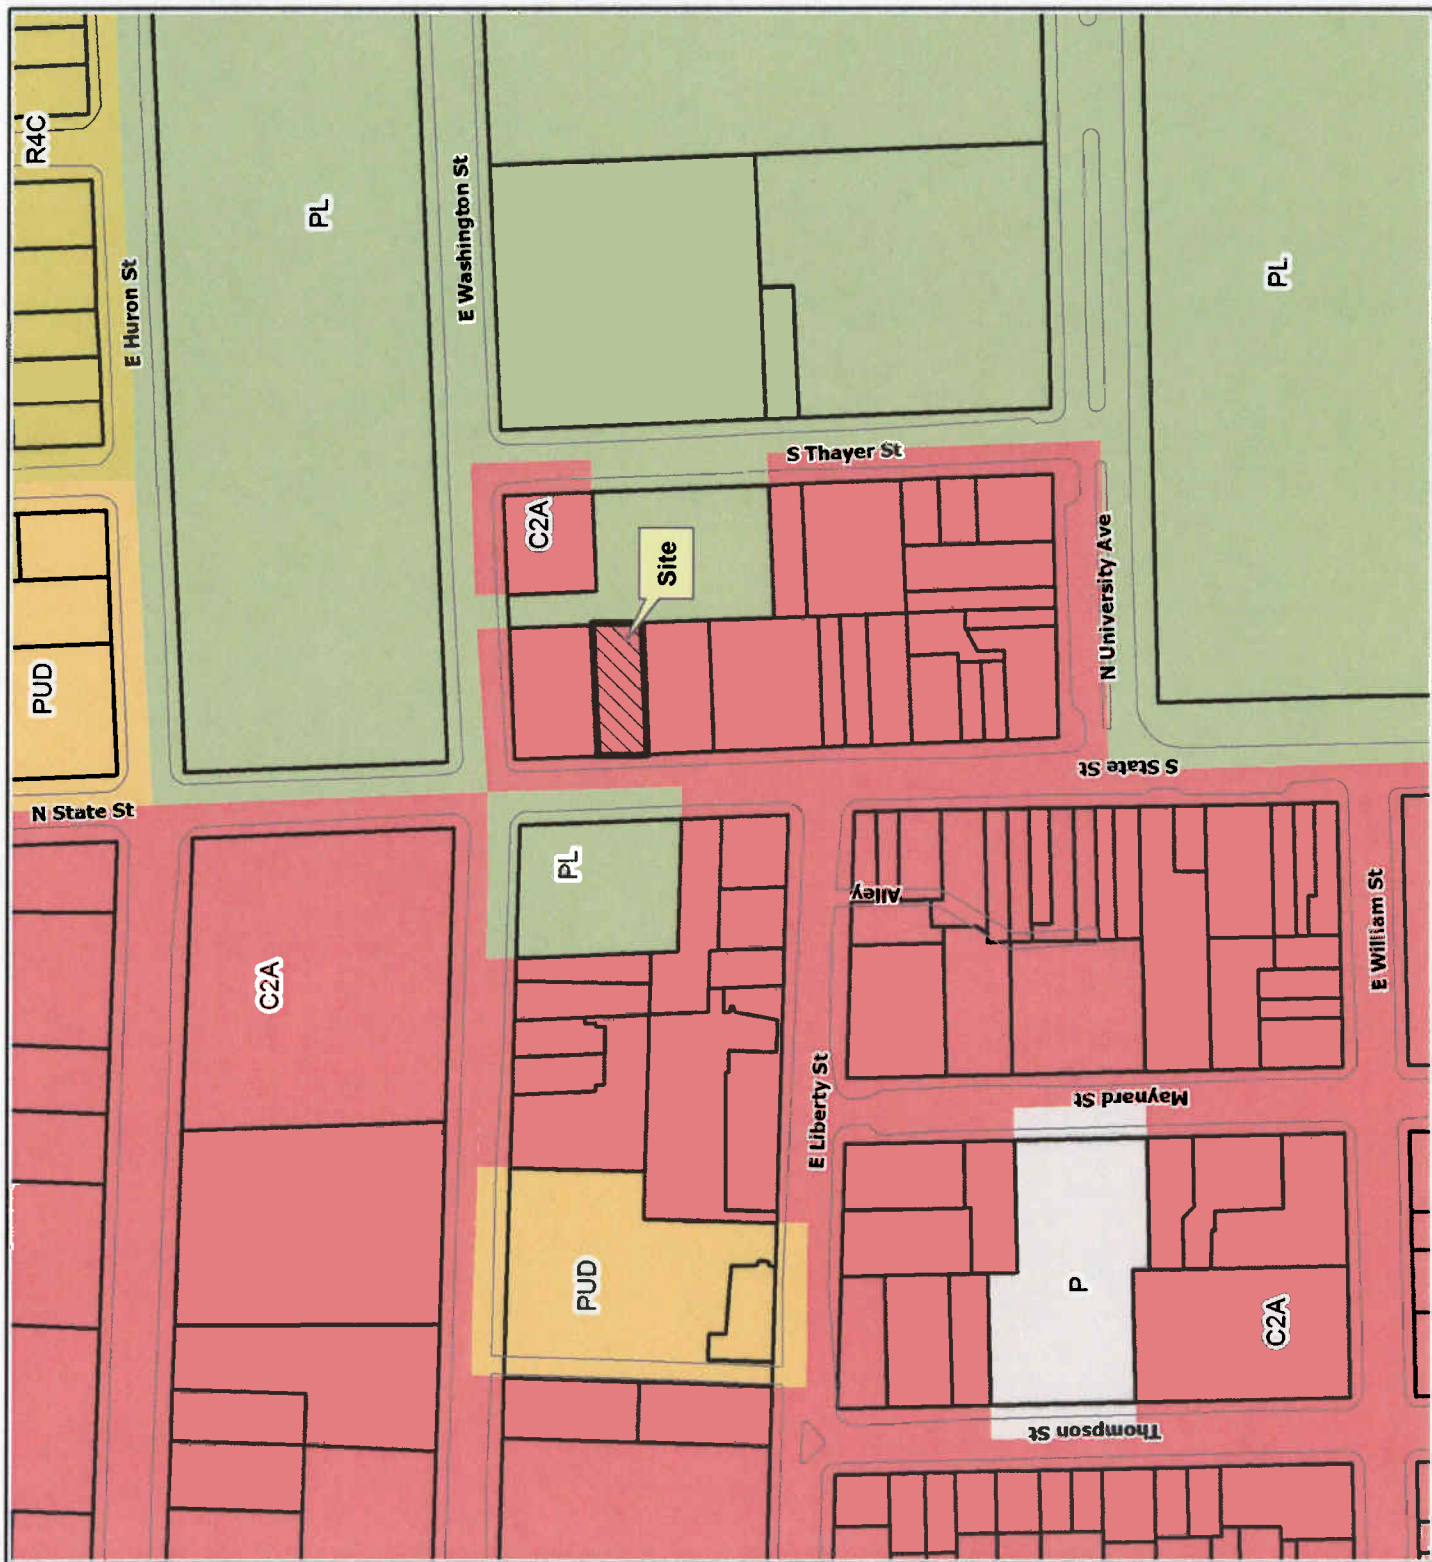 R4C
E Huron St
PL
E Washington St
PL
S Thayer St
C2A
Site
N University Ave
PUD
N State St
S State St
PL
Alley
E William St
C2A
E Liberty St
Maynard St
PUD
P
C2A
Thompson St